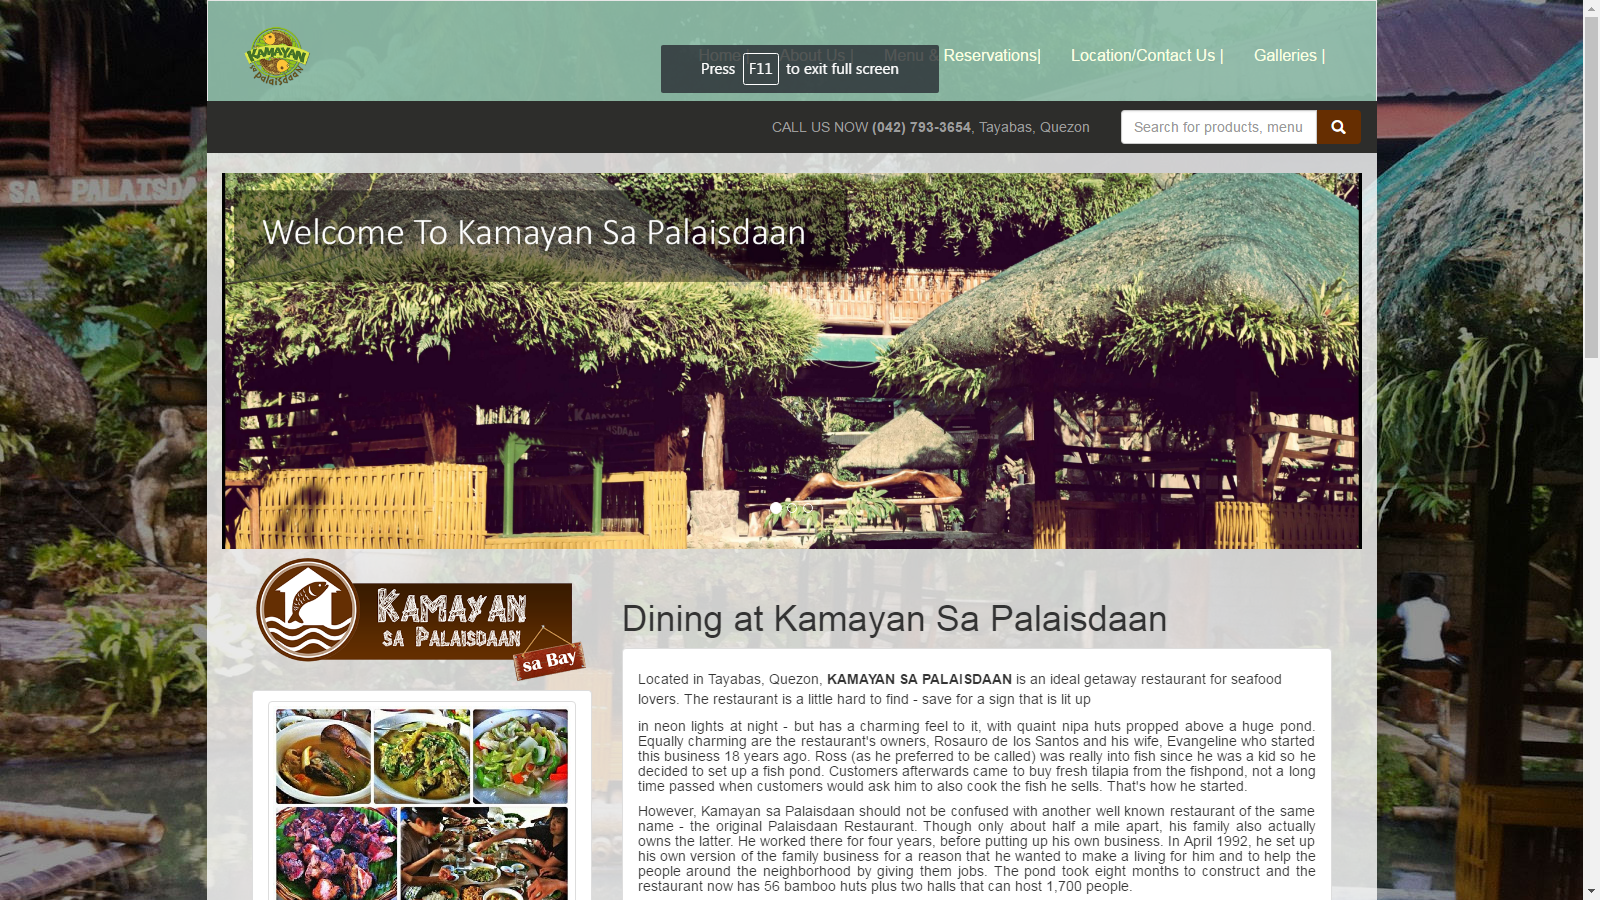 KAMAYAN
sa palaisdaan
Home | About Us | Menu & Reservations| Location/Contact Us | Galleries |
Press F11 to exit full screen
CALL US NOW (042) 793-3654, Tayabas, Quezon
Search for products, menu
SA PALAISDA
Welcome To Kamayan Sa Palaisdaan
KAMAYAN
SA PALAISDAAN
sa Bay
Dining at Kamayan Sa Palaisdaan
Located in Tayabas, Quezon, KAMAYAN SA PALAISDAAN is an ideal getaway restaurant for seafood
lovers. The restaurant is a little hard to find - save for a sign that is lit up
in neon lights at night - but has a charming feel to it, with quaint nipa huts propped above a huge pond.
Equally charming are the restaurant's owners, Rosauro de los Santos and his wife, Evangeline who started
this business 18 years ago. Ross (as he preferred to be called) was really into fish since he was a kid so he
decided to set up a fish pond. Customers afterwards came to buy fresh tilapia from the fishpond, not a long
time passed when customers would ask him to also cook the fish he sells. That's how he started.
However, Kamayan sa Palaisdaan should not be confused with another well known restaurant of the same
name - the original Palaisdaan Restaurant. Though only about half a mile apart, his family also actually
owns the latter. He worked there for four years, before putting up his own business. In April 1992, he set up
his own version of the family business for a reason that he wanted to make a living for him and to help the
people around the neighborhood by giving them jobs. The pond took eight months to construct and the
restaurant now has 56 bamboo huts plus two halls that can host 1,700 people.